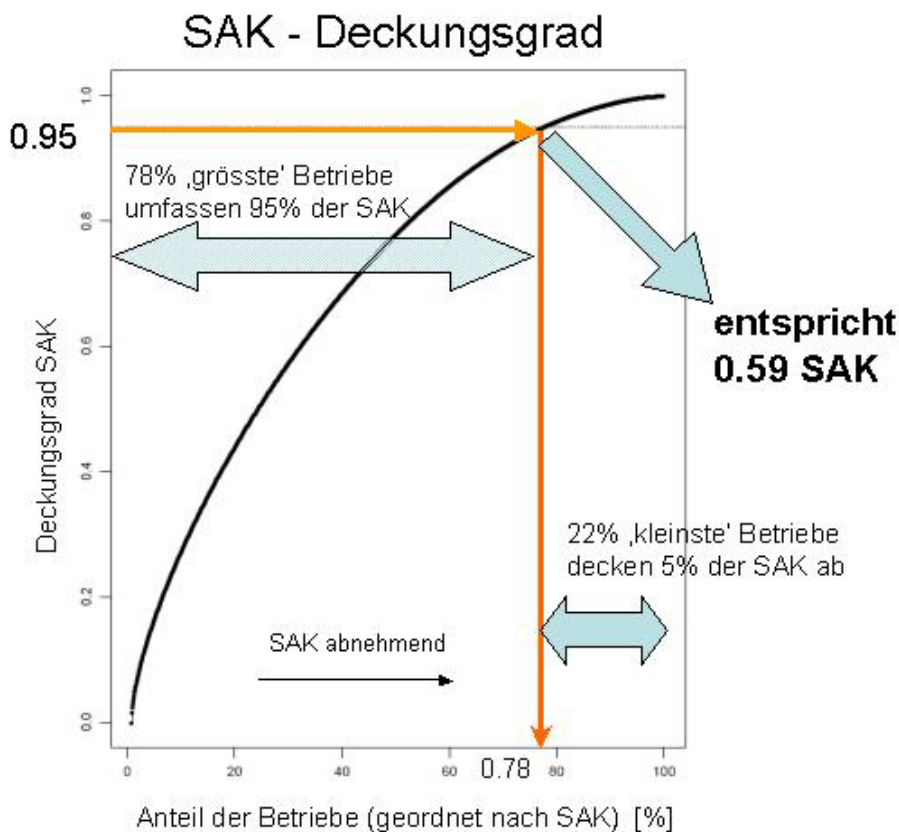 SAK - Deckungsgrad
1.0
0.95
78% ‚grösste' Betriebe
umfassen 95% der SAK
0.8
entspricht
0.59 SAK
Deckungsgrad SAK
0.6
0.4
22% ‚kleinste' Betriebe
decken 5% der SAK ab
0.2
SAK abnehmend
0.0
0 20 40 60 0.78 80 100
Anteil der Betriebe (geordnet nach SAK) [%]